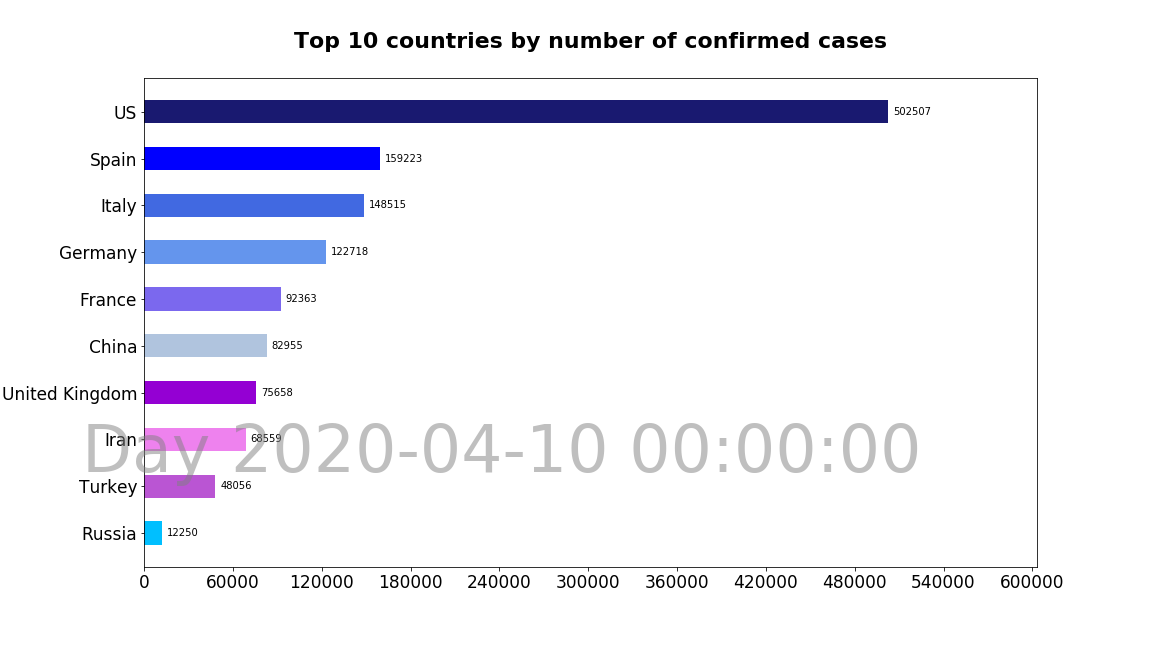 Top 10 countries by number of confirmed cases
US 502507
Spain 159223
Italy 148515
Germany 122718
France 92363
China 82955
United Kingdom 75658
Iran 68559
Day 2020-04-10 00:00:00
Turkey 48056
Russia 12250
0 60000 120000 180000 240000 300000 360000 420000 480000 540000 600000